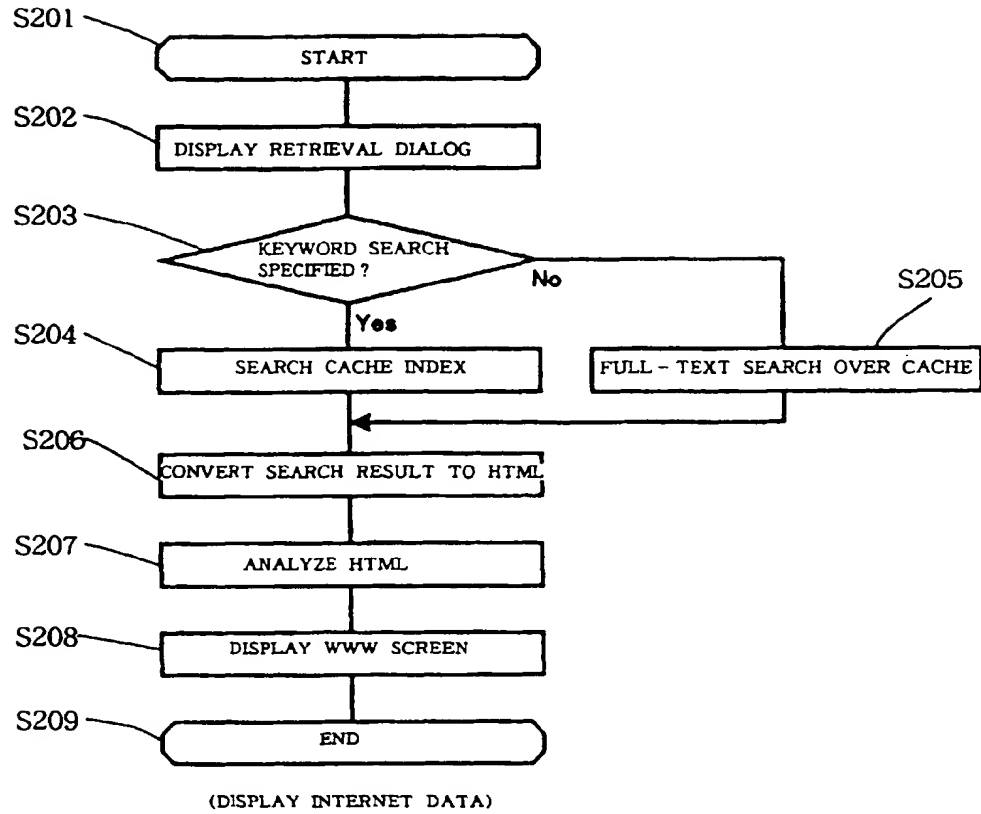 S201
START
S202
DISPLAY RETRIEVAL DIALOG
S203
KEYWORD SEARCH
SPECIFIED ?
No
Yes
S204
SEARCH CACHE INDEX
S205
FULL - TEXT SEARCH OVER CACHE
S206
CONVERT SEARCH RESULT TO HTML
S207
ANALYZE HTML
S208
DISPLAY WWW SCREEN
S209
END
(DISPLAY INTERNET DATA)